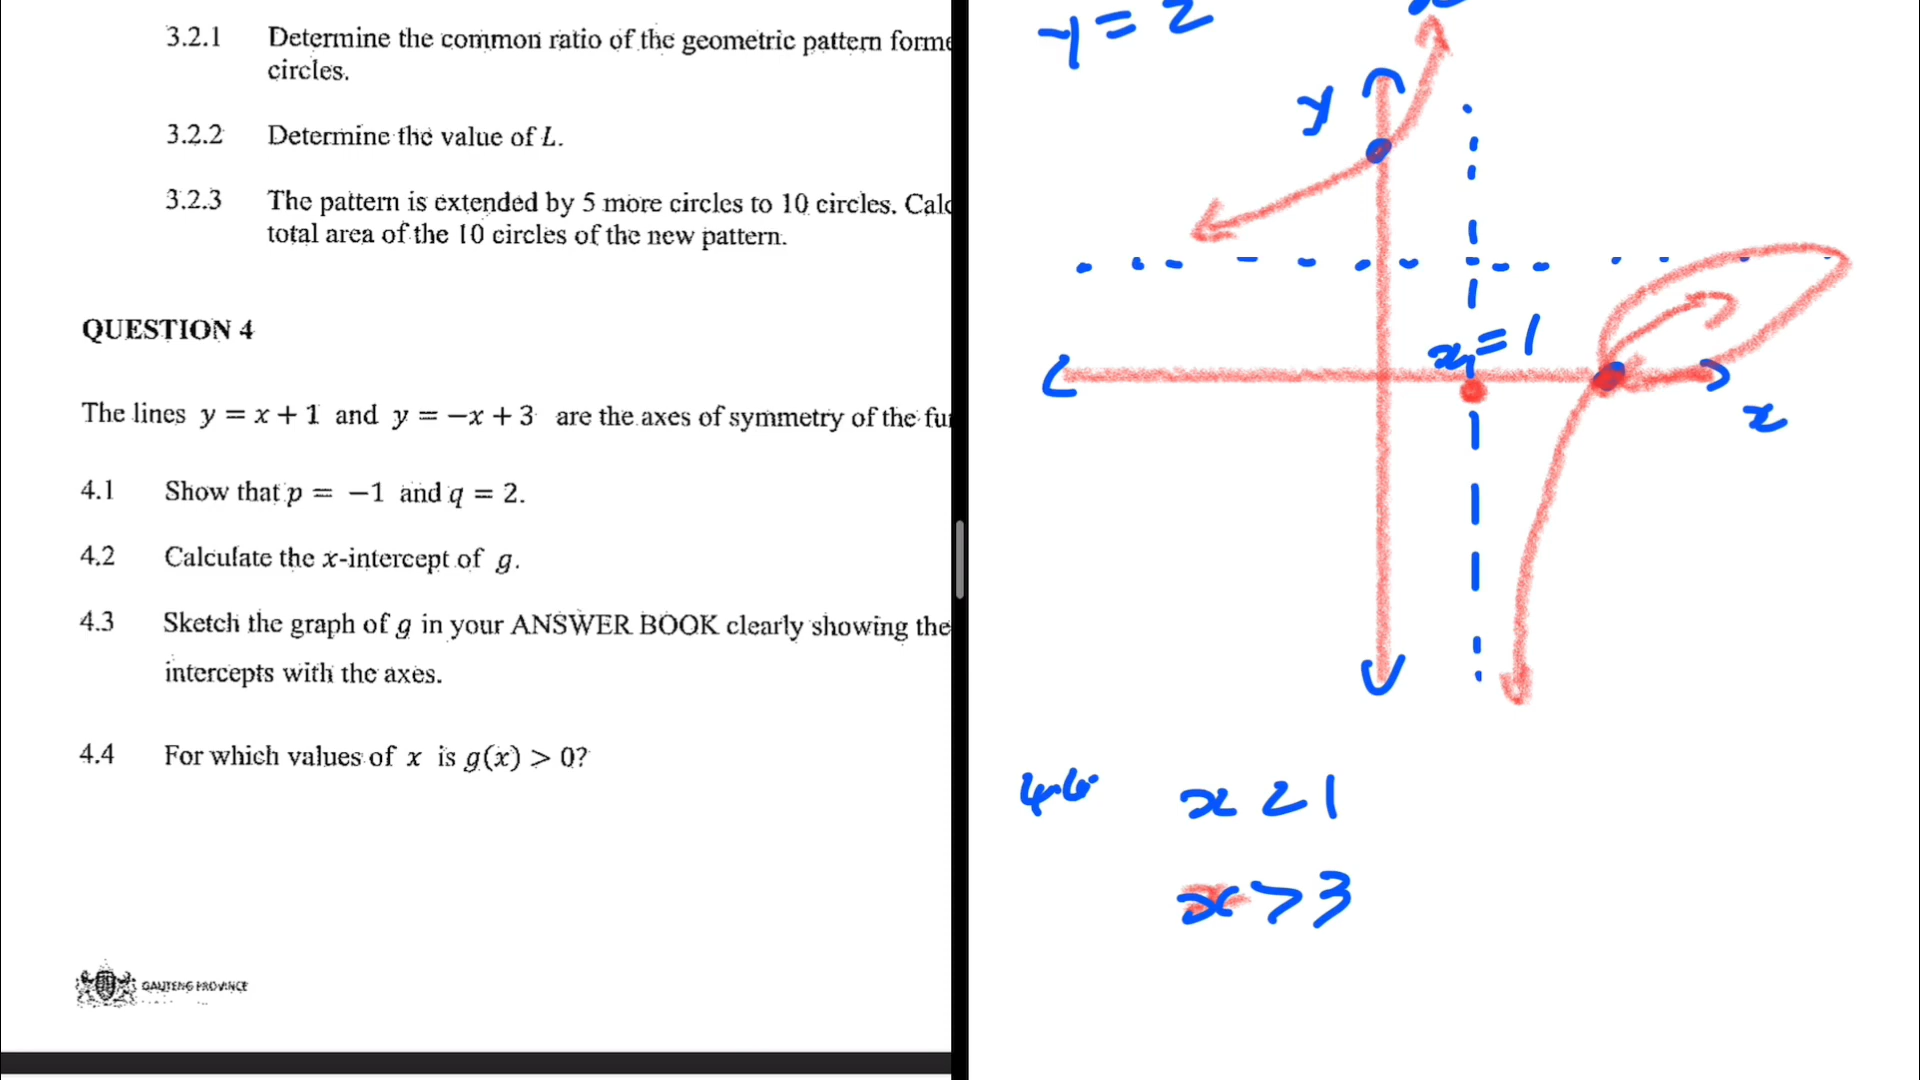 3.2.1 Determine the common ratio of the geometric pattern forme
circles.
3.2.2 Determine the value of L.
3.2.3 The pattern is extended by 5 more circles to 10 circles. Calc
total area of the 10 circles of the new pattern.
QUESTION 4
The lines y = x + 1 and y = −x + 3 are the axes of symmetry of the fu
4.1 Show that p = −1 and q = 2.
4.2 Calculate the x-intercept of g.
4.3 Sketch the graph of g in your ANSWER BOOK clearly showing the
intercepts with the axes.
4.4 For which values of x is g(x) > 0?
GAUTENG PROVINCE
y = 2
y
x = 1
x
4.4 x < 1
x > 3